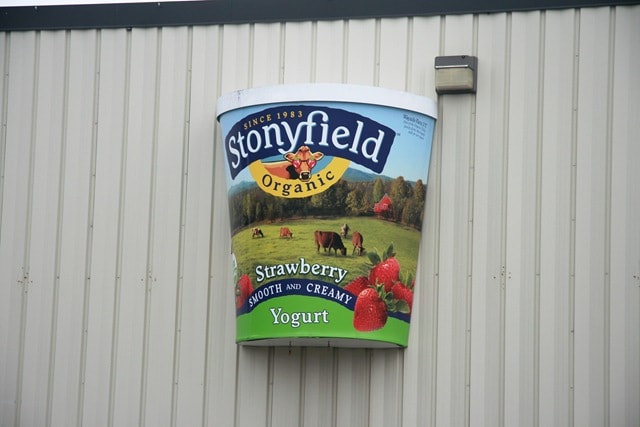 SINCE 1983
Stonyfield
Organic
Strawberry
SMOOTH AND CREAMY
Yogurt